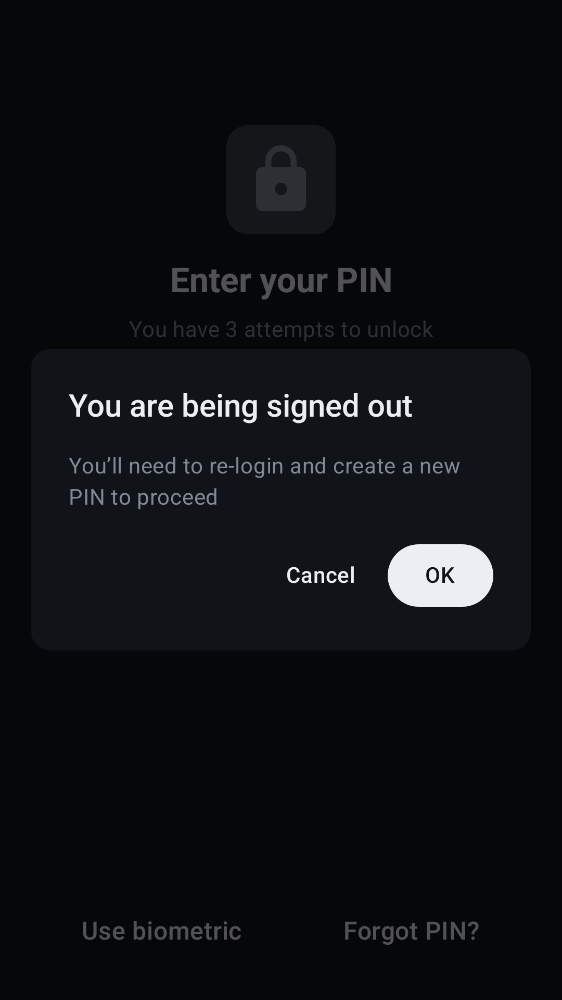 Enter your PIN
You have 3 attempts to unlock
You are being signed out
You’ll need to re-login and create a new
PIN to proceed
Cancel
OK
Use biometric
Forgot PIN?